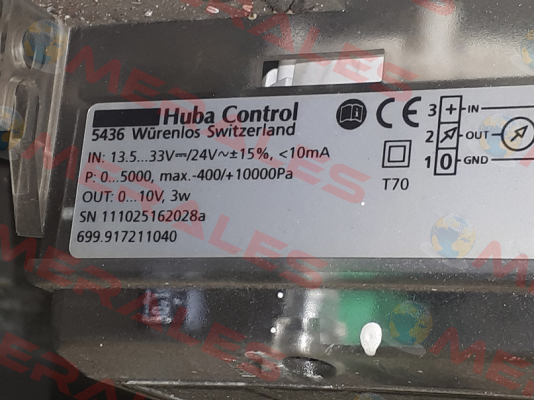 Huba Control
5436 Würenlos Switzerland
IN: 13.5...33V⎓/24V~±15%, <10mA
P: 0...5000, max.-400/+10000Pa
OUT: 0...10V, 3w
SN 111025162028a
699.917211040
CE
T70
3 + IN
2 OUT
1 0 GND
MERALES